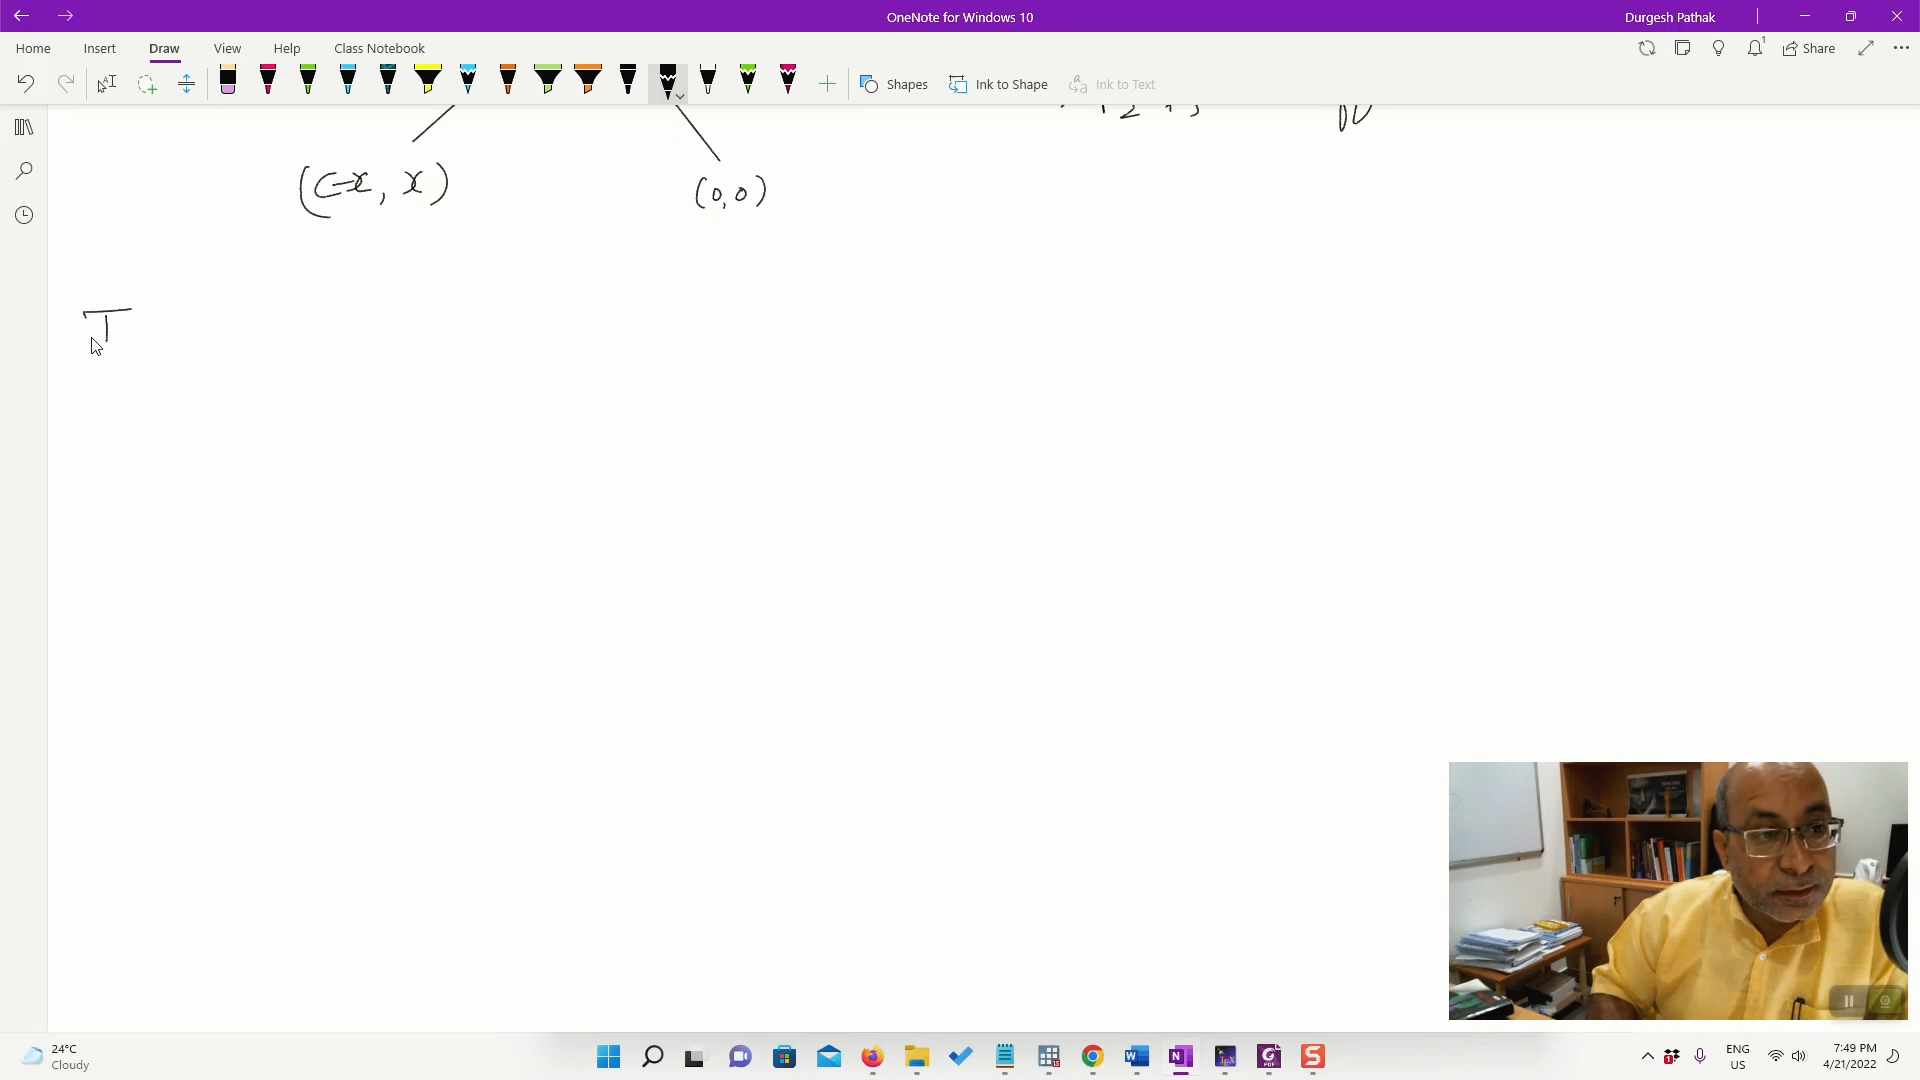 OneNote for Windows 10
Durgesh Pathak
Home Insert Draw View Help Class Notebook
1
Share
Shapes Ink to Shape Ink to Text
(0,0)
T
24°C
Cloudy
ENG
US
7:49 PM
4/21/2022